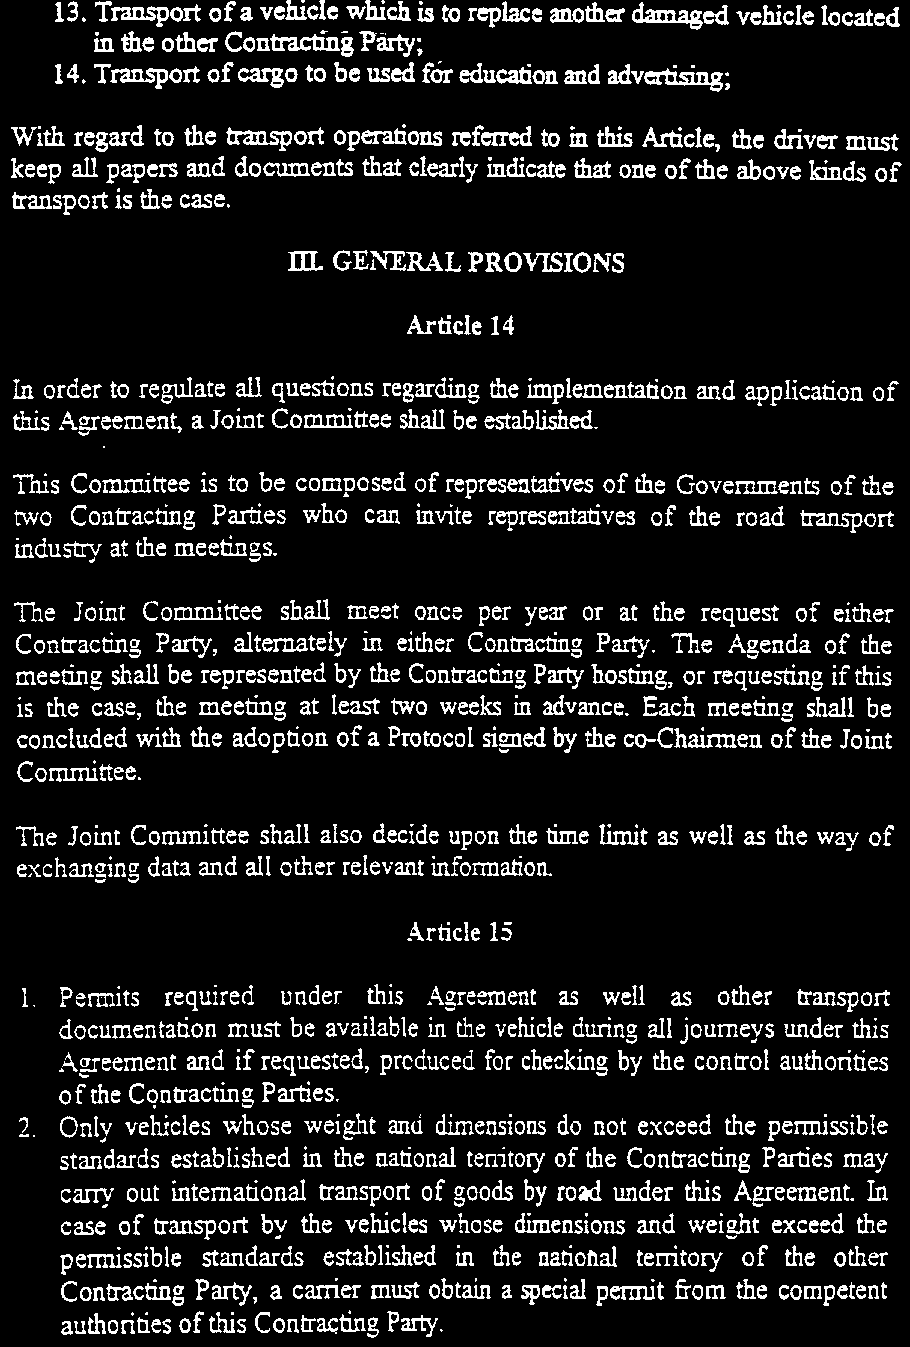 13. Transport of a vehicle which is to replace another damaged vehicle located
in the other Contracting Party;
14. Transport of cargo to be used for education and advertising;
With regard to the transport operations referred to in this Article, the driver must
keep all papers and documents that clearly indicate that one of the above kinds of
transport is the case.
III. GENERAL PROVISIONS
Article 14
In order to regulate all questions regarding the implementation and application of
this Agreement, a Joint Committee shall be established.
This Committee is to be composed of representatives of the Governments of the
two Contracting Parties who can invite representatives of the road transport
industry at the meetings.
The Joint Committee shall meet once per year or at the request of either
Contracting Party, alternately in either Contracting Party. The Agenda of the
meeting shall be represented by the Contracting Party hosting, or requesting if this
is the case, the meeting at least two weeks in advance. Each meeting shall be
concluded with the adoption of a Protocol signed by the co-Chairmen of the Joint
Committee.
The Joint Committee shall also decide upon the time limit as well as the way of
exchanging data and all other relevant information.
Article 15
1. Permits required under this Agreement as well as other transport
documentation must be available in the vehicle during all journeys under this
Agreement and if requested, produced for checking by the control authorities
of the Contracting Parties.
2. Only vehicles whose weight and dimensions do not exceed the permissible
standards established in the national territory of the Contracting Parties may
carry out international transport of goods by road under this Agreement. In
case of transport by the vehicles whose dimensions and weight exceed the
permissible standards established in the national territory of the other
Contracting Party, a carrier must obtain a special permit from the competent
authorities of this Contracting Party.